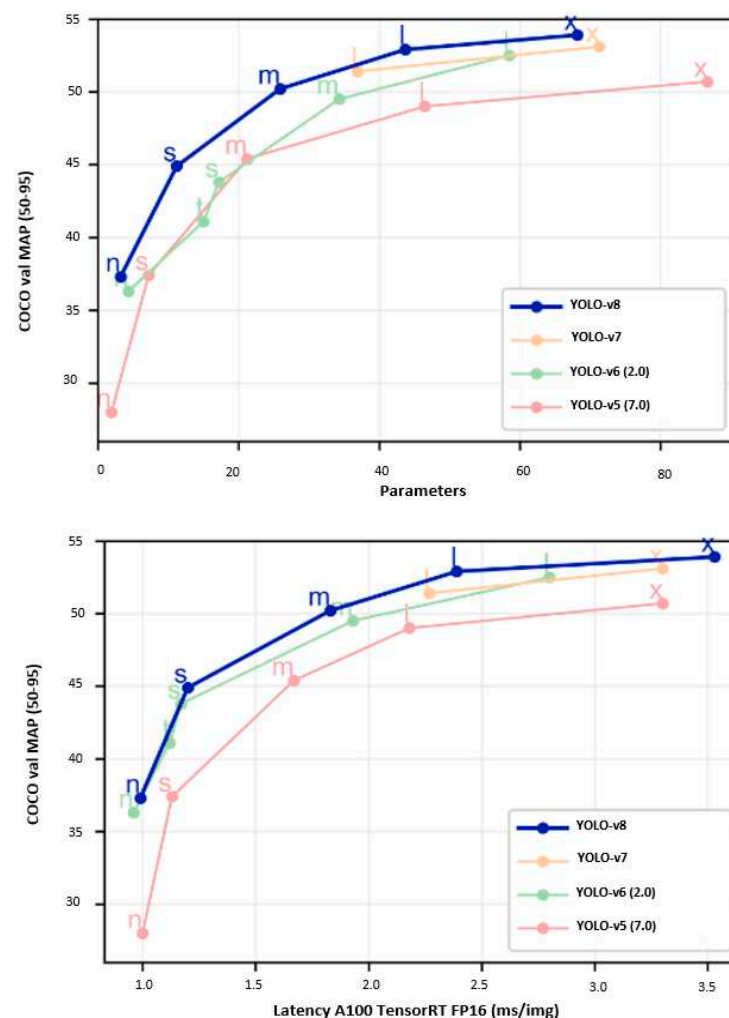 55
50
45
40
35
30
COCO val MAP (50-95)
n
s
m
l
x
l
x
n
t
s
m
l
n
s
m
l
x
YOLO-v8
YOLO-v7
YOLO-v6 (2.0)
YOLO-v5 (7.0)
0
20
40
60
80
Parameters
55
50
45
40
35
30
COCO val MAP (50-95)
n
s
m
l
x
l
x
n
t
s
m
l
n
s
m
l
x
YOLO-v8
YOLO-v7
YOLO-v6 (2.0)
YOLO-v5 (7.0)
1.0
1.5
2.0
2.5
3.0
3.5
Latency A100 TensorRT FP16 (ms/img)